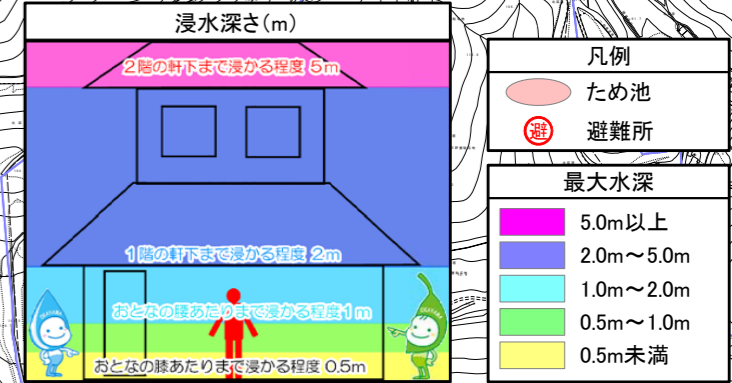 浸水深さ(m)
2階の軒下まで浸かる程度 5m
1階の軒下まで浸かる程度 2m
おとなの腰あたりまで浸かる程度1m
おとなの膝あたりまで浸かる程度 0.5m
凡例
ため池
避 避難所
最大水深
5.0m以上
2.0m～5.0m
1.0m～2.0m
0.5m～1.0m
0.5m未満